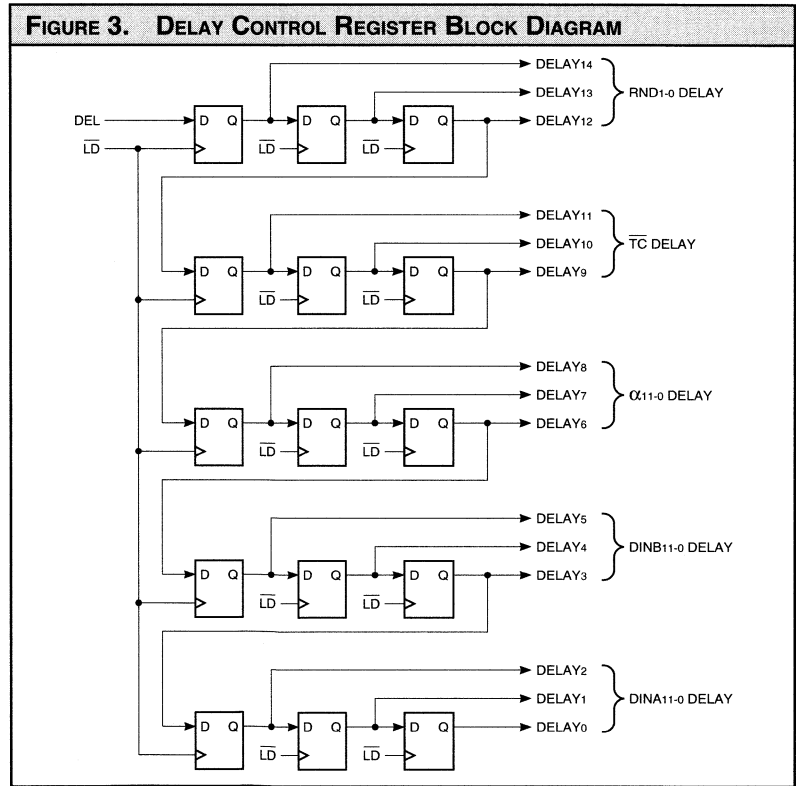 FIGURE 3. DELAY CONTROL REGISTER BLOCK DIAGRAM
DELAY14
DELAY13
RND1-0 DELAY
DEL
D Q
D Q
D Q
DELAY12
LD
LD
LD
DELAY11
DELAY10
TC DELAY
D Q
D Q
D Q
DELAY9
LD
LD
DELAY8
DELAY7
α11-0 DELAY
D Q
D Q
D Q
DELAY6
LD
LD
DELAY5
DELAY4
DINB11-0 DELAY
D Q
D Q
D Q
DELAY3
LD
LD
DELAY2
DELAY1
DINA11-0 DELAY
D Q
D Q
D Q
DELAY0
LD
LD